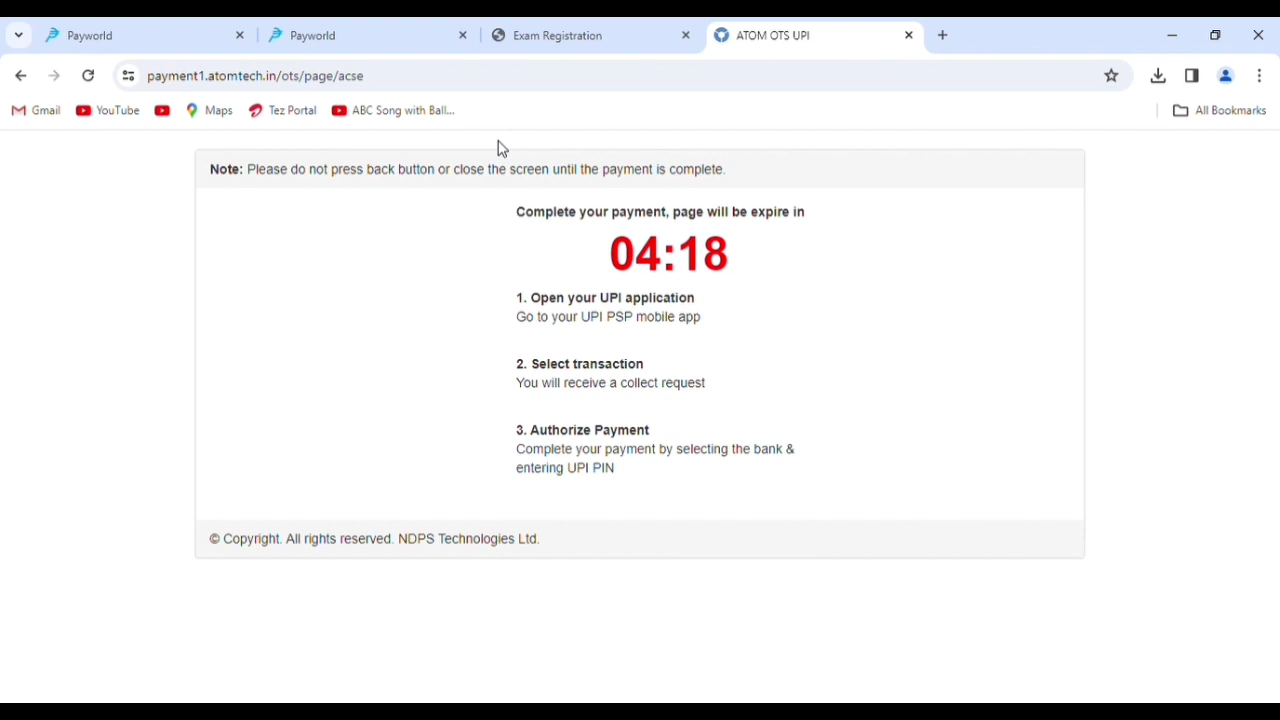 Payworld
Payworld
Exam Registration
ATOM OTS UPI
payment1.atomtech.in/ots/page/acse
Gmail
YouTube
Maps
Tez Portal
ABC Song with Ball...
All Bookmarks
Note: Please do not press back button or close the screen until the payment is complete.
Complete your payment, page will be expire in
04:18
1. Open your UPI application
Go to your UPI PSP mobile app
2. Select transaction
You will receive a collect request
3. Authorize Payment
Complete your payment by selecting the bank &
entering UPI PIN
© Copyright. All rights reserved. NDPS Technologies Ltd.